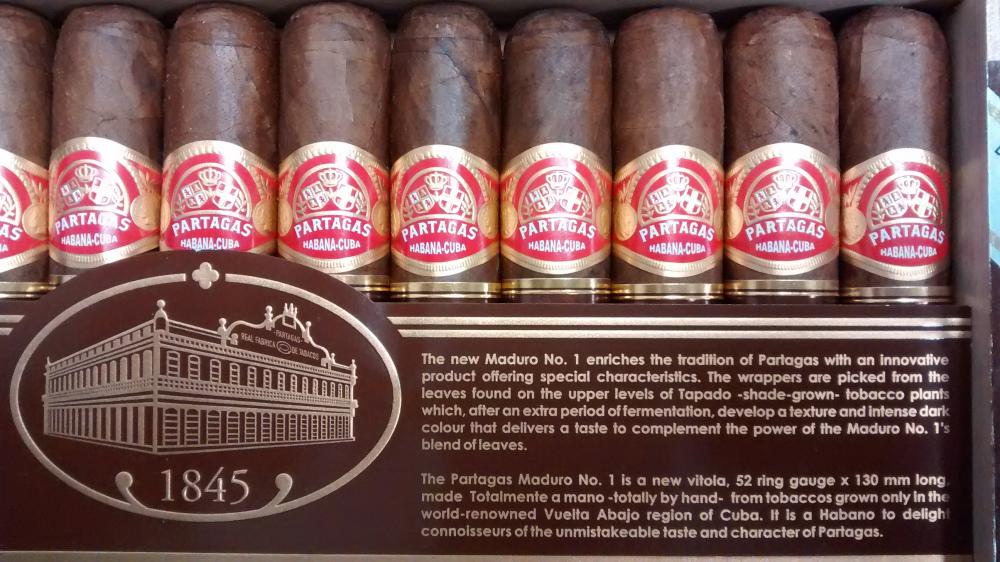 PARTAGAS
HABANA-CUBA
PARTAGAS
HABANA-CUBA
PARTAGAS
HABANA-CUBA
PARTAGAS
HABANA-CUBA
PARTAGAS
HABANA-CUBA
PARTAGAS
HABANA-CUBA
PARTAGAS
HABANA-CUBA
PARTAGAS
HABANA-CUBA
-PARTAGAS-
REAL FABRICA DE TABACOS
1845
The new Maduro No. 1 enriches the tradition of Partagas with an innovative
product offering special characteristics. The wrappers are picked from the
leaves found on the upper levels of Tapado -shade-grown- tobacco plants
which, after an extra period of fermentation, develop a texture and intense dark
colour that delivers a taste to complement the power of the Maduro No. 1's
blend of leaves.
The Partagas Maduro No. 1 is a new vitola, 52 ring gauge x 130 mm long,
made Totalmente a mano -totally by hand- from tobaccos grown only in the
world-renowned Vuelta Abajo region of Cuba. It is a Habano to delight
connoisseurs of the unmistakeable taste and character of Partagas.